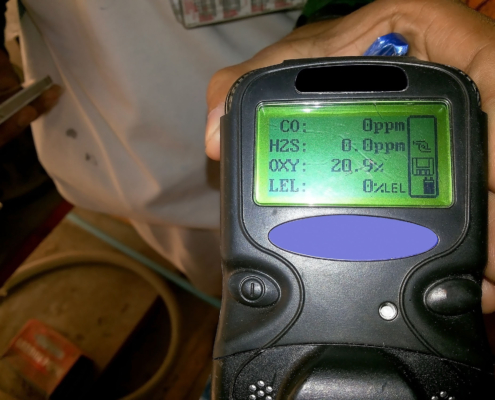 CO: 0ppm
H2S: 0.0ppm
OXY: 20.9%
LEL: 0%LEL